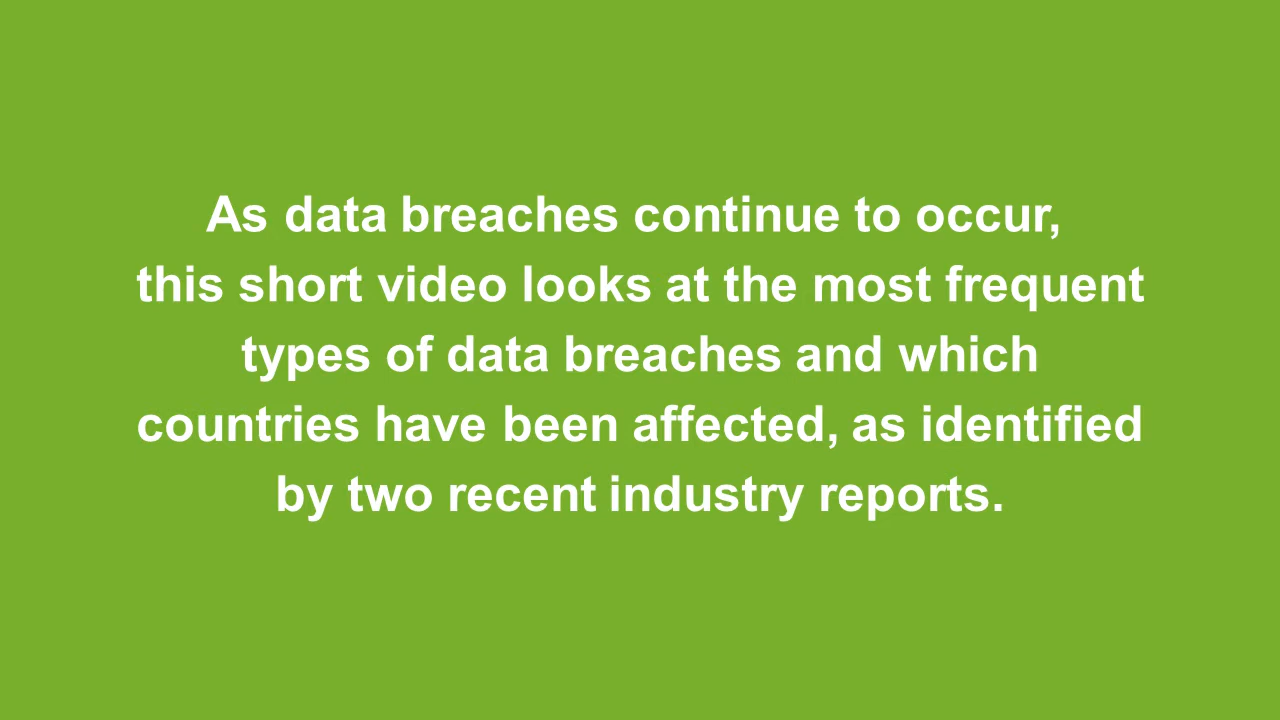 As data breaches continue to occur,
this short video looks at the most frequent
types of data breaches and which
countries have been affected, as identified
by two recent industry reports.